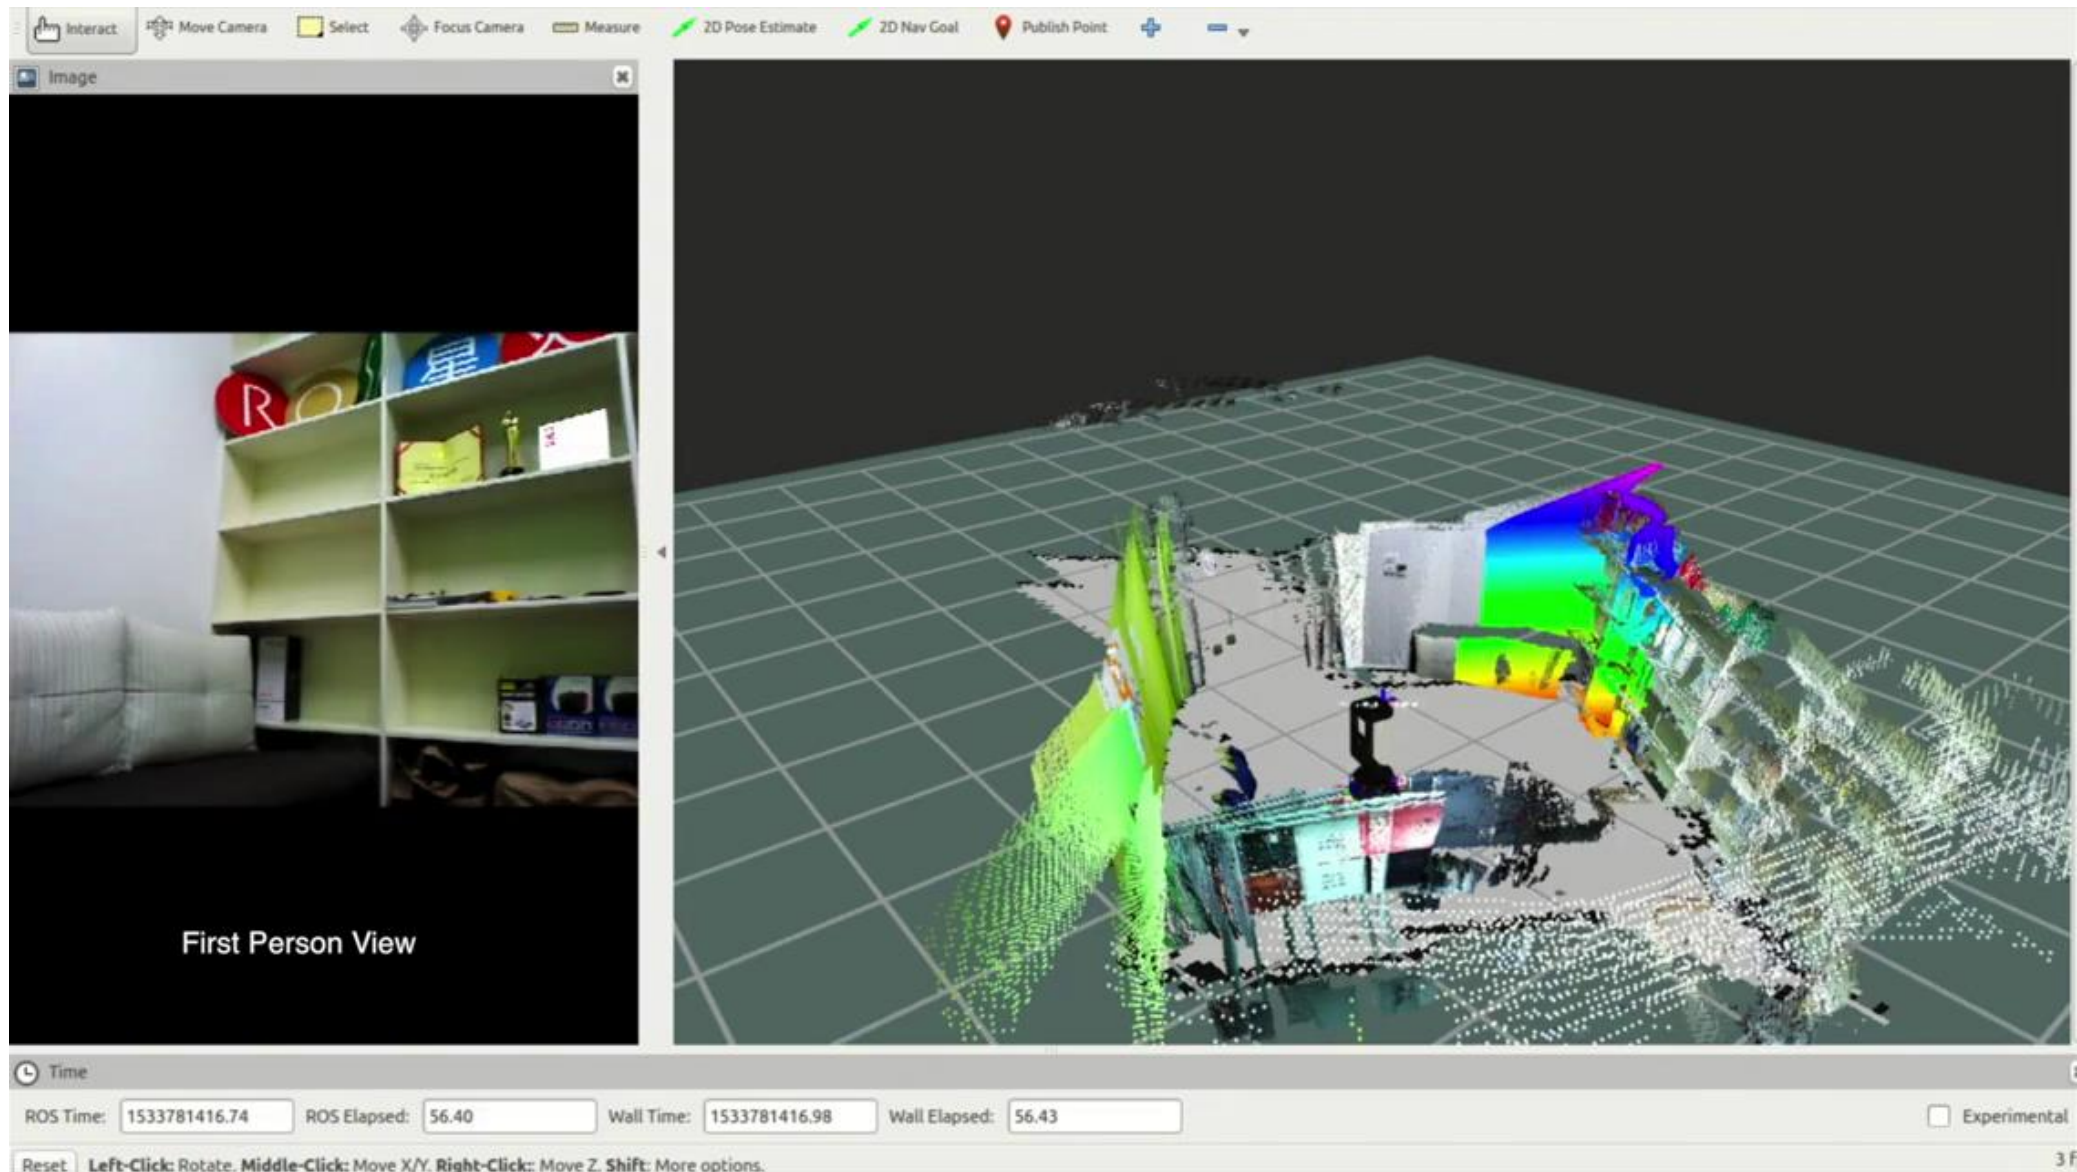 Interact Move Camera Select Focus Camera Measure 2D Pose Estimate 2D Nav Goal Publish Point
Image
R O
First Person View
Time
ROS Time: 1533781416.74 ROS Elapsed: 56.40 Wall Time: 1533781416.98 Wall Elapsed: 56.43 Experimental
Reset Left-Click: Rotate. Middle-Click: Move X/Y. Right-Click:: Move Z. Shift: More options.
3 f